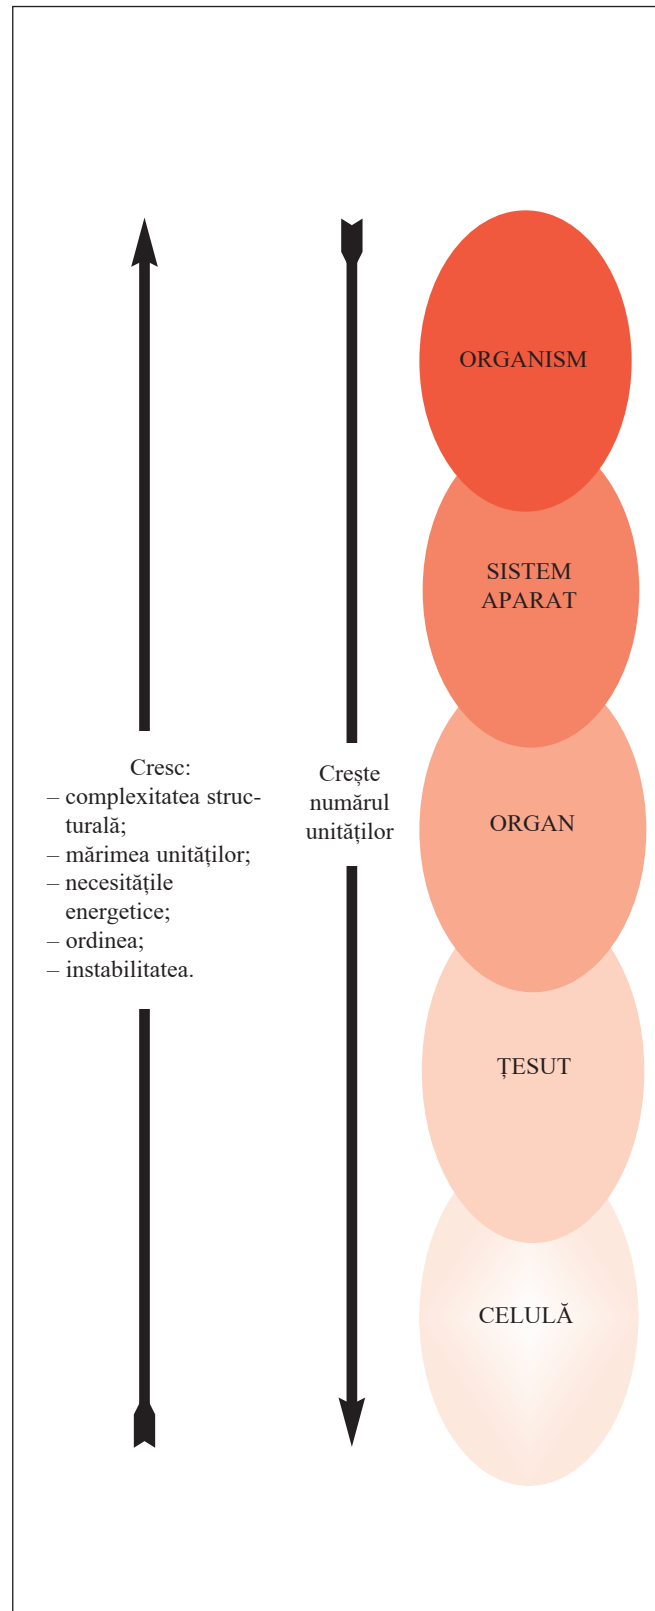 Cresc:
– complexitatea struc-
turală;
– mărimea unităților;
– necesitățile
energetice;
– ordinea;
– instabilitatea.
Crește
numărul
unităților
ORGANISM
SISTEM
APARAT
ORGAN
ȚESUT
CELULĂ